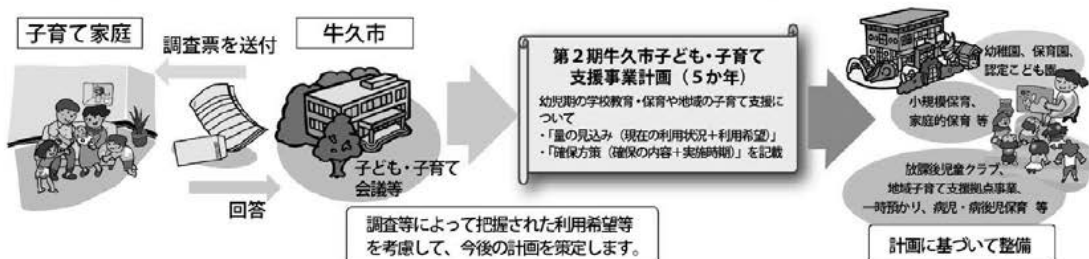 子育て家庭
調査票を送付
回答
牛久市
子ども・子育て
会議等
調査等によって把握された利用希望等
を考慮して、今後の計画を策定します。
第2期牛久市子ども・子育て
支援事業計画（5か年）
幼児期の学校教育・保育や地域の子育て支援に
ついて
・「量の見込み（現在の利用状況＋利用希望）」
・「確保方策（確保の内容＋実施時期）」を記載
幼稚園、保育園、
認定こども園
小規模保育、
家庭的保育 等
放課後児童クラブ、
地域子育て支援拠点事業、
一時預かり、病児・病後児保育 等
計画に基づいて整備